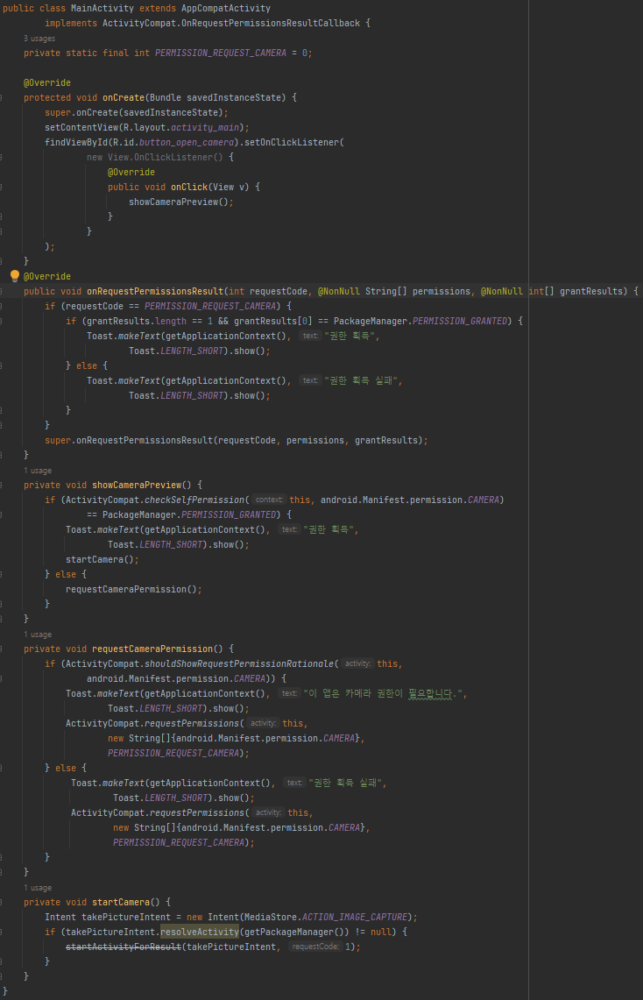 public class MainActivity extends AppCompatActivity
        implements ActivityCompat.OnRequestPermissionsResultCallback {
    3 usages
    private static final int PERMISSION_REQUEST_CAMERA = 0;

    @Override
    protected void onCreate(Bundle savedInstanceState) {
        super.onCreate(savedInstanceState);
        setContentView(R.layout.activity_main);
        findViewById(R.id.button_open_camera).setOnClickListener(
                new View.OnClickListener() {
                    @Override
                    public void onClick(View v) {
                        showCameraPreview();
                    }
                }
        );
    }
    @Override
    public void onRequestPermissionsResult(int requestCode, @NonNull String[] permissions, @NonNull int[] grantResults) {
        if (requestCode == PERMISSION_REQUEST_CAMERA) {
            if (grantResults.length == 1 && grantResults[0] == PackageManager.PERMISSION_GRANTED) {
                Toast.makeText(getApplicationContext(), text: "권한 획득",
                        Toast.LENGTH_SHORT).show();
            } else {
                Toast.makeText(getApplicationContext(), text: "권한 획득 실패",
                        Toast.LENGTH_SHORT).show();
            }
        }
        super.onRequestPermissionsResult(requestCode, permissions, grantResults);
    }
    1 usage
    private void showCameraPreview() {
        if (ActivityCompat.checkSelfPermission( context: this, android.Manifest.permission.CAMERA)
                == PackageManager.PERMISSION_GRANTED) {
            Toast.makeText(getApplicationContext(), text: "권한 획득",
                    Toast.LENGTH_SHORT).show();
            startCamera();
        } else {
            requestCameraPermission();
        }
    }
    1 usage
    private void requestCameraPermission() {
        if (ActivityCompat.shouldShowRequestPermissionRationale( activity: this,
                android.Manifest.permission.CAMERA)) {
            Toast.makeText(getApplicationContext(), text: "이 앱은 카메라 권한이 필요합니다.",
                    Toast.LENGTH_SHORT).show();
            ActivityCompat.requestPermissions( activity: this,
                    new String[]{android.Manifest.permission.CAMERA},
                    PERMISSION_REQUEST_CAMERA);
        } else {
             Toast.makeText(getApplicationContext(), text: "권한 획득 실패",
                     Toast.LENGTH_SHORT).show();
             ActivityCompat.requestPermissions( activity: this,
                     new String[]{android.Manifest.permission.CAMERA},
                     PERMISSION_REQUEST_CAMERA);
        }
    }
    1 usage
    private void startCamera() {
        Intent takePictureIntent = new Intent(MediaStore.ACTION_IMAGE_CAPTURE);
        if (takePictureIntent.resolveActivity(getPackageManager()) != null) {
            startActivityForResult(takePictureIntent, requestCode: 1);
        }
    }
}